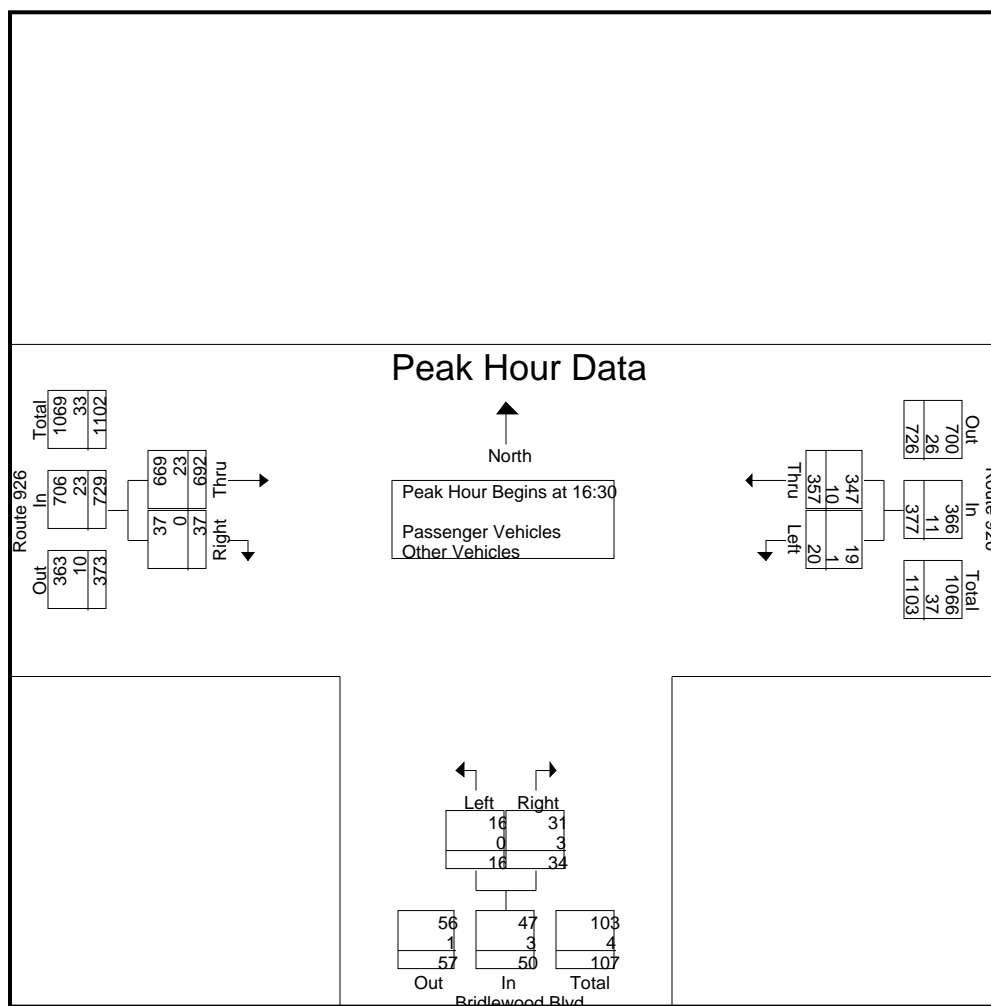 Peak Hour Data
North
Peak Hour Begins at 16:30
Passenger Vehicles
Other Vehicles
Route 926
Total
1069
33
1102
In
706
23
729
Out
363
10
373
Thru
669
23
692
Right
37
0
37
Thru
347
10
357
Left
19
1
20
Route 926
Out
700
26
726
In
366
11
377
Total
1066
37
1103
Left Right
16 31
0 3
16 34
56 47 103
1 3 4
57 50 107
Out In Total
Bridlewood Blvd